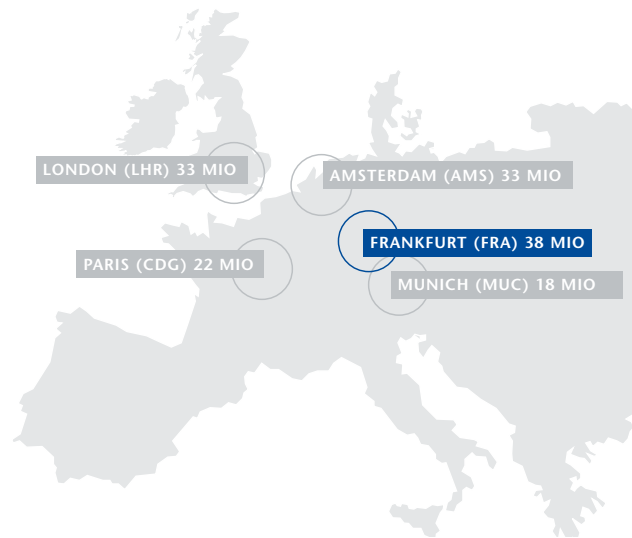 LONDON (LHR) 33 MIO
AMSTERDAM (AMS) 33 MIO
FRANKFURT (FRA) 38 MIO
PARIS (CDG) 22 MIO
MUNICH (MUC) 18 MIO